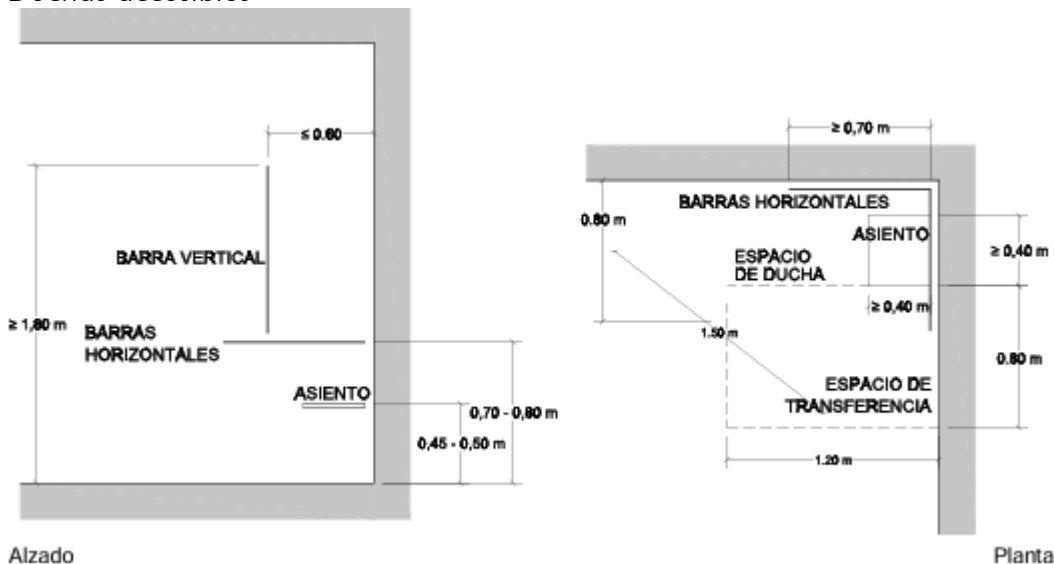 ≤ 0.60
BARRA VERTICAL
≥ 1,80 m
BARRAS
HORIZONTALES
ASIENTO
0,70 - 0,80 m
0,45 - 0,50 m
Alzado
≥ 0,70 m
BARRAS HORIZONTALES
0.80 m
ASIENTO
≥ 0,40 m
ESPACIO
DE DUCHA
≥ 0,40 m
1.50 m
0.80 m
ESPACIO DE
TRANSFERENCIA
1.20 m
Planta